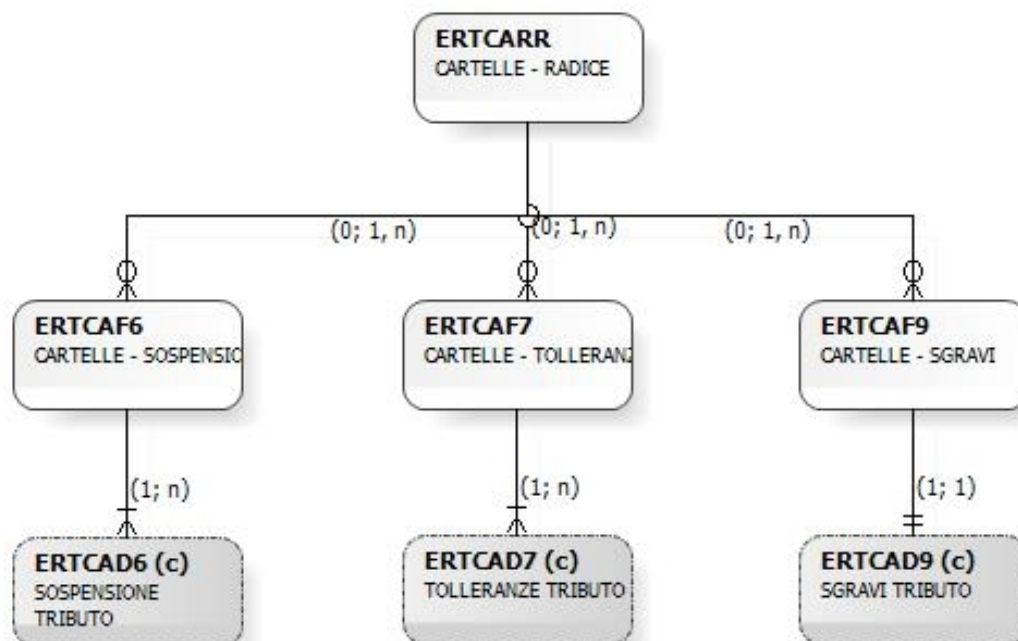 ERTCARR
CARTELLE - RADICE
(0; 1, n)
(0; 1, n)
(0; 1, n)
ERTCAF6
CARTELLE - SOSPENSIO
ERTCAF7
CARTELLE - TOLLERANZ
ERTCAF9
CARTELLE - SGRAVI
(1; n)
(1; n)
(1; 1)
ERTCAD6 (c)
SOSPENSIONE
TRIBUTO
ERTCAD7 (c)
TOLLERANZE TRIBUTO
ERTCAD9 (c)
SGRAVI TRIBUTO